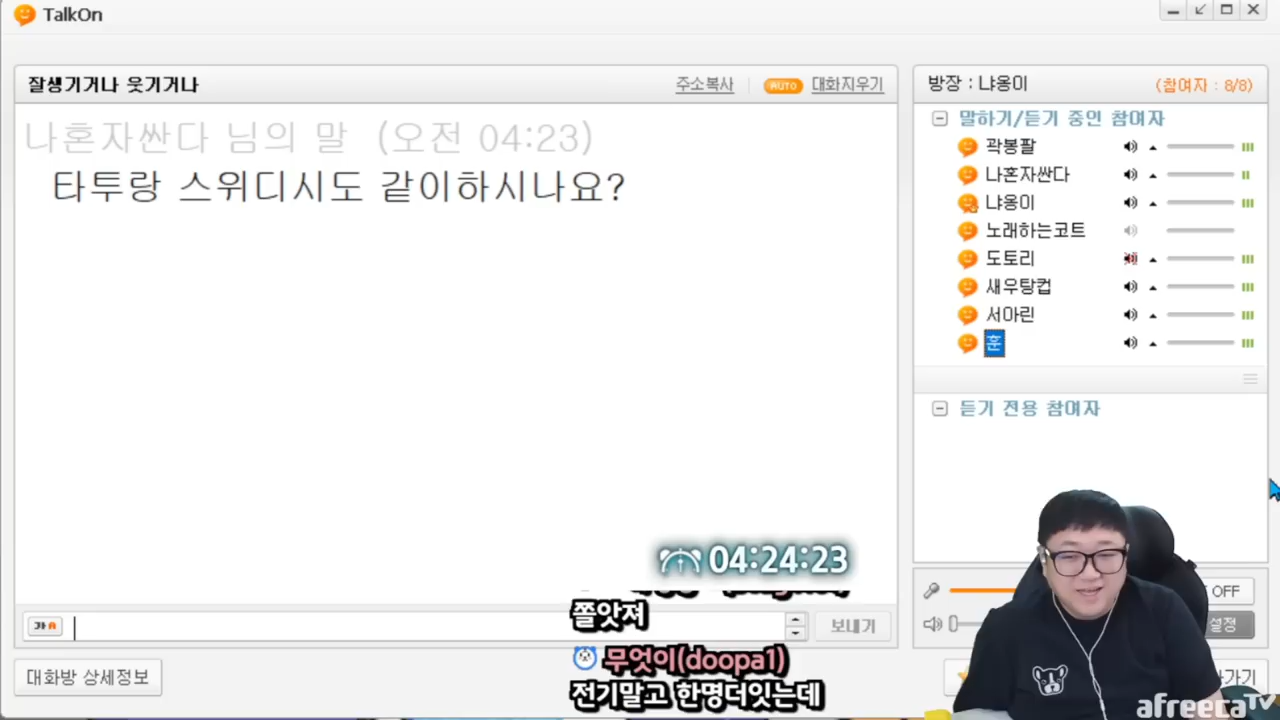 TalkOn
잘생기거나 웃기거나
주소복사
AUTO 대화지우기
나혼자싼다 님의 말 (오전 04:23)
타투랑 스위디시도 같이하시나요?
방장 : 냐옹이
(참여자 : 8/8)
말하기/듣기 중인 참여자
곽봉팔
나혼자싼다
냐옹이
노래하는코트
도토리
새우탕컵
서아린
훈
듣기 전용 참여자
04:24:23
쫄앗져
무엇이(doopa1)
전기말고 한명더잇는데
가
보내기
대화방 상세정보
OFF
설정
나가기
afreecaTV